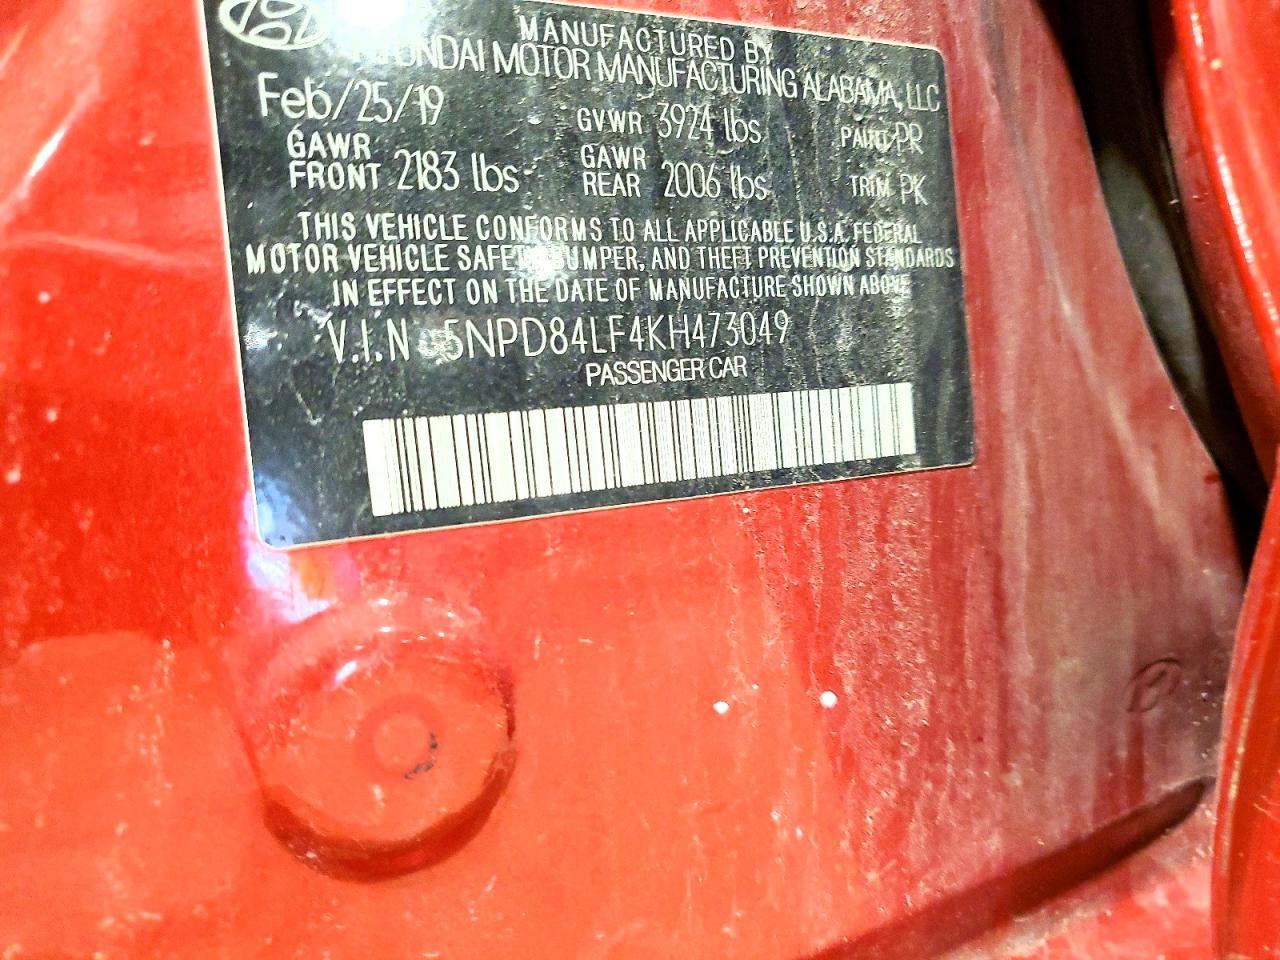 MANUFACTURED BY
HYUNDAI MOTOR MANUFACTURING ALABAMA, LLC
Feb/25/19 GVWR 3924 lbs PAINT PR
GAWR FRONT 2183 lbs GAWR REAR 2006 lbs TRIM PK
THIS VEHICLE CONFORMS TO ALL APPLICABLE U.S.A. FEDERAL
MOTOR VEHICLE SAFETY, BUMPER, AND THEFT PREVENTION STANDARDS
IN EFFECT ON THE DATE OF MANUFACTURE SHOWN ABOVE
V.I.N 5NPD84LF4KH473049
PASSENGER CAR